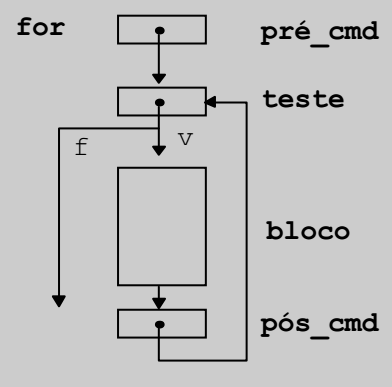 for
pré_cmd
teste
f
v
bloco
pós_cmd